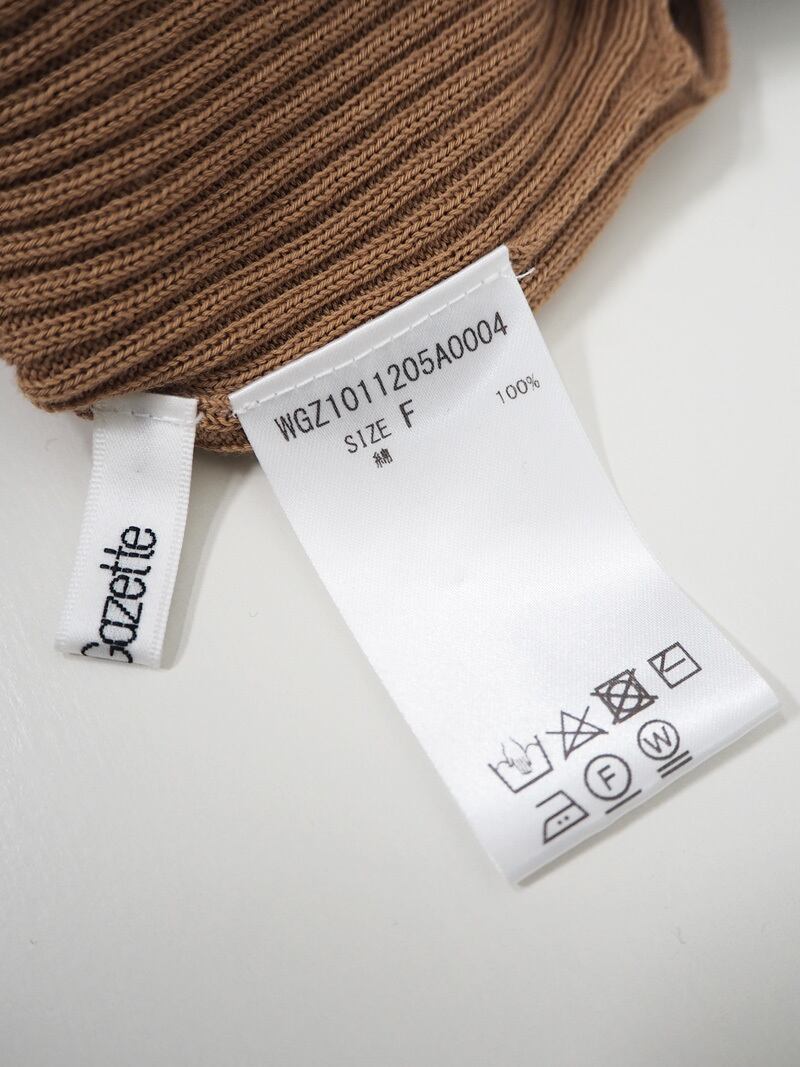 WGZ1011205A0004
SIZE F
綿 100%
Gazette
F
W